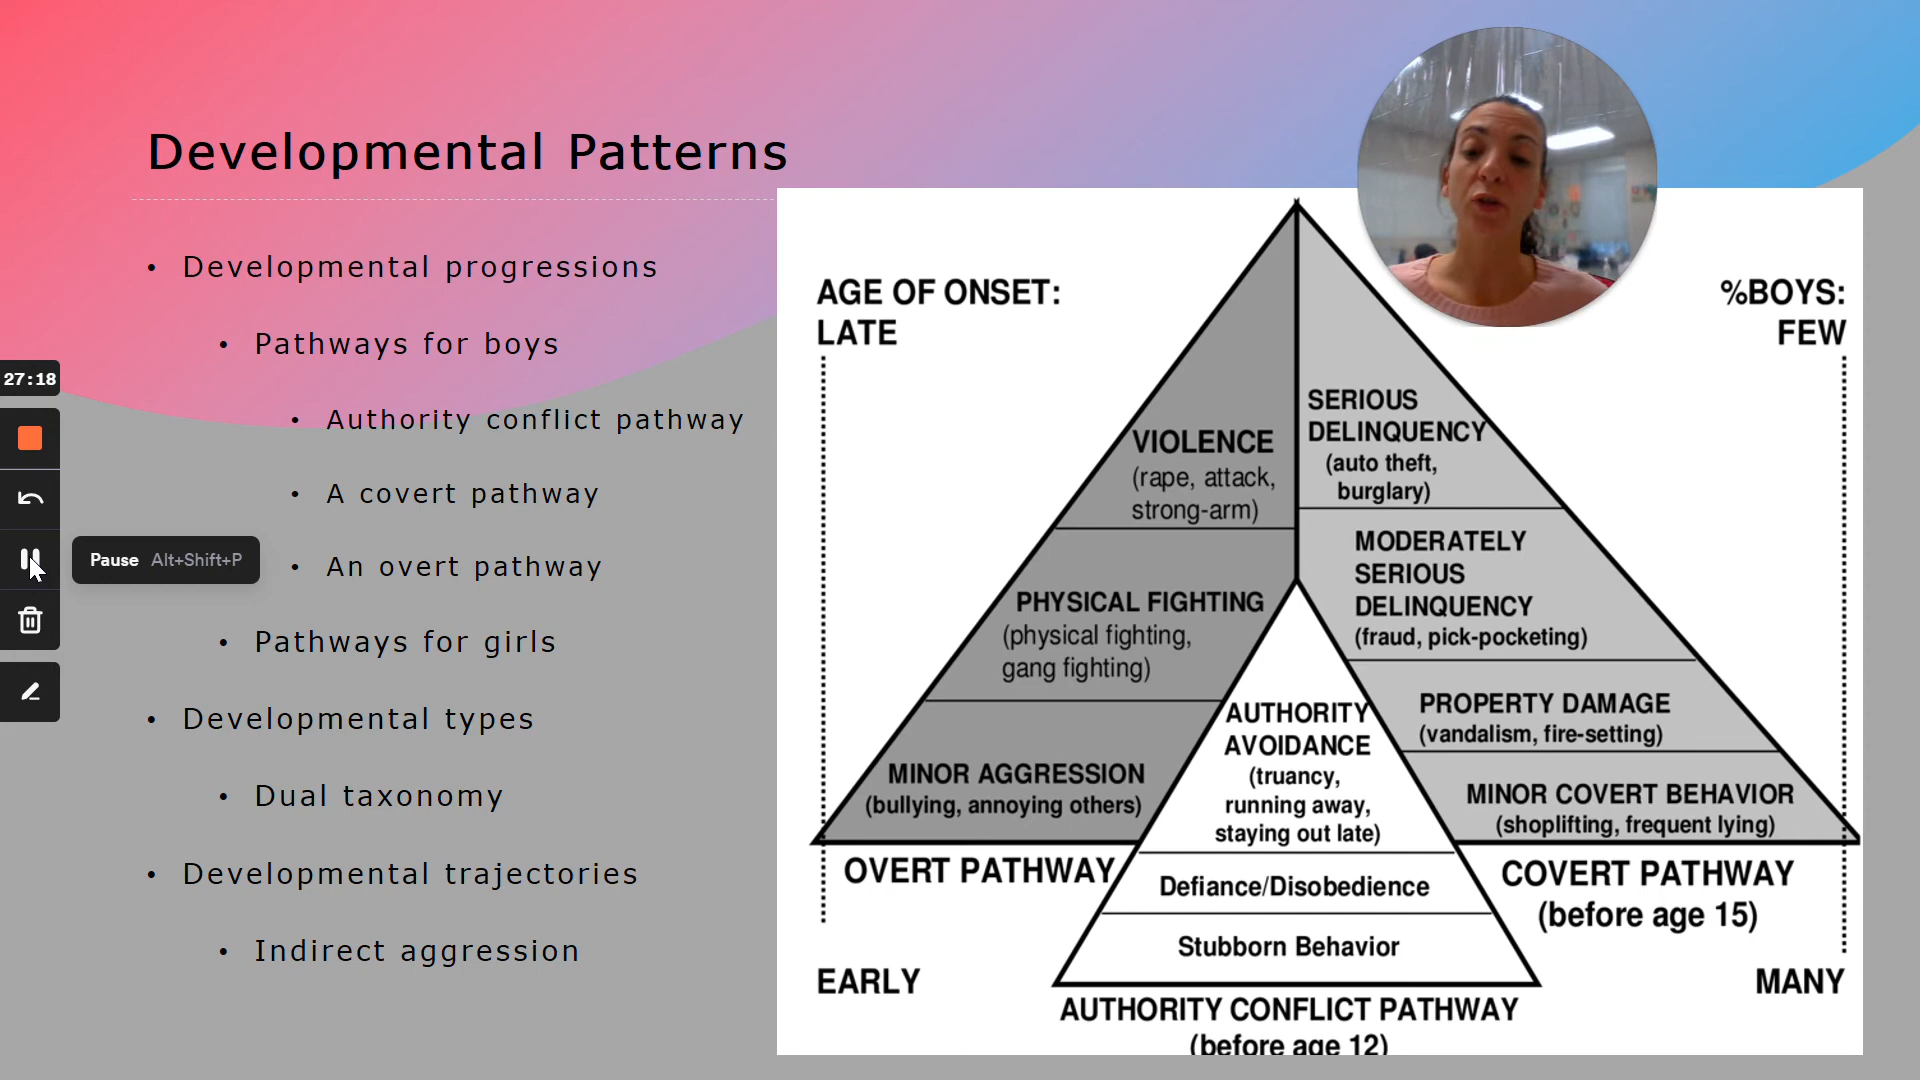 Developmental Patterns
• Developmental progressions
• Pathways for boys
• Authority conflict pathway
• A covert pathway
• An overt pathway
• Pathways for girls
• Developmental types
• Dual taxonomy
• Developmental trajectories
• Indirect aggression
27:18
Pause Alt+Shift+P
AGE OF ONSET:
LATE
%BOYS:
FEW
VIOLENCE
(rape, attack,
strong-arm)
PHYSICAL FIGHTING
(physical fighting,
gang fighting)
MINOR AGGRESSION
(bullying, annoying others)
OVERT PATHWAY
SERIOUS
DELINQUENCY
(auto theft,
burglary)
MODERATELY
SERIOUS
DELINQUENCY
(fraud, pick-pocketing)
PROPERTY DAMAGE
(vandalism, fire-setting)
MINOR COVERT BEHAVIOR
(shoplifting, frequent lying)
COVERT PATHWAY
(before age 15)
AUTHORITY
AVOIDANCE
(truancy,
running away,
staying out late)
Defiance/Disobedience
Stubborn Behavior
EARLY
MANY
AUTHORITY CONFLICT PATHWAY
(before age 12)